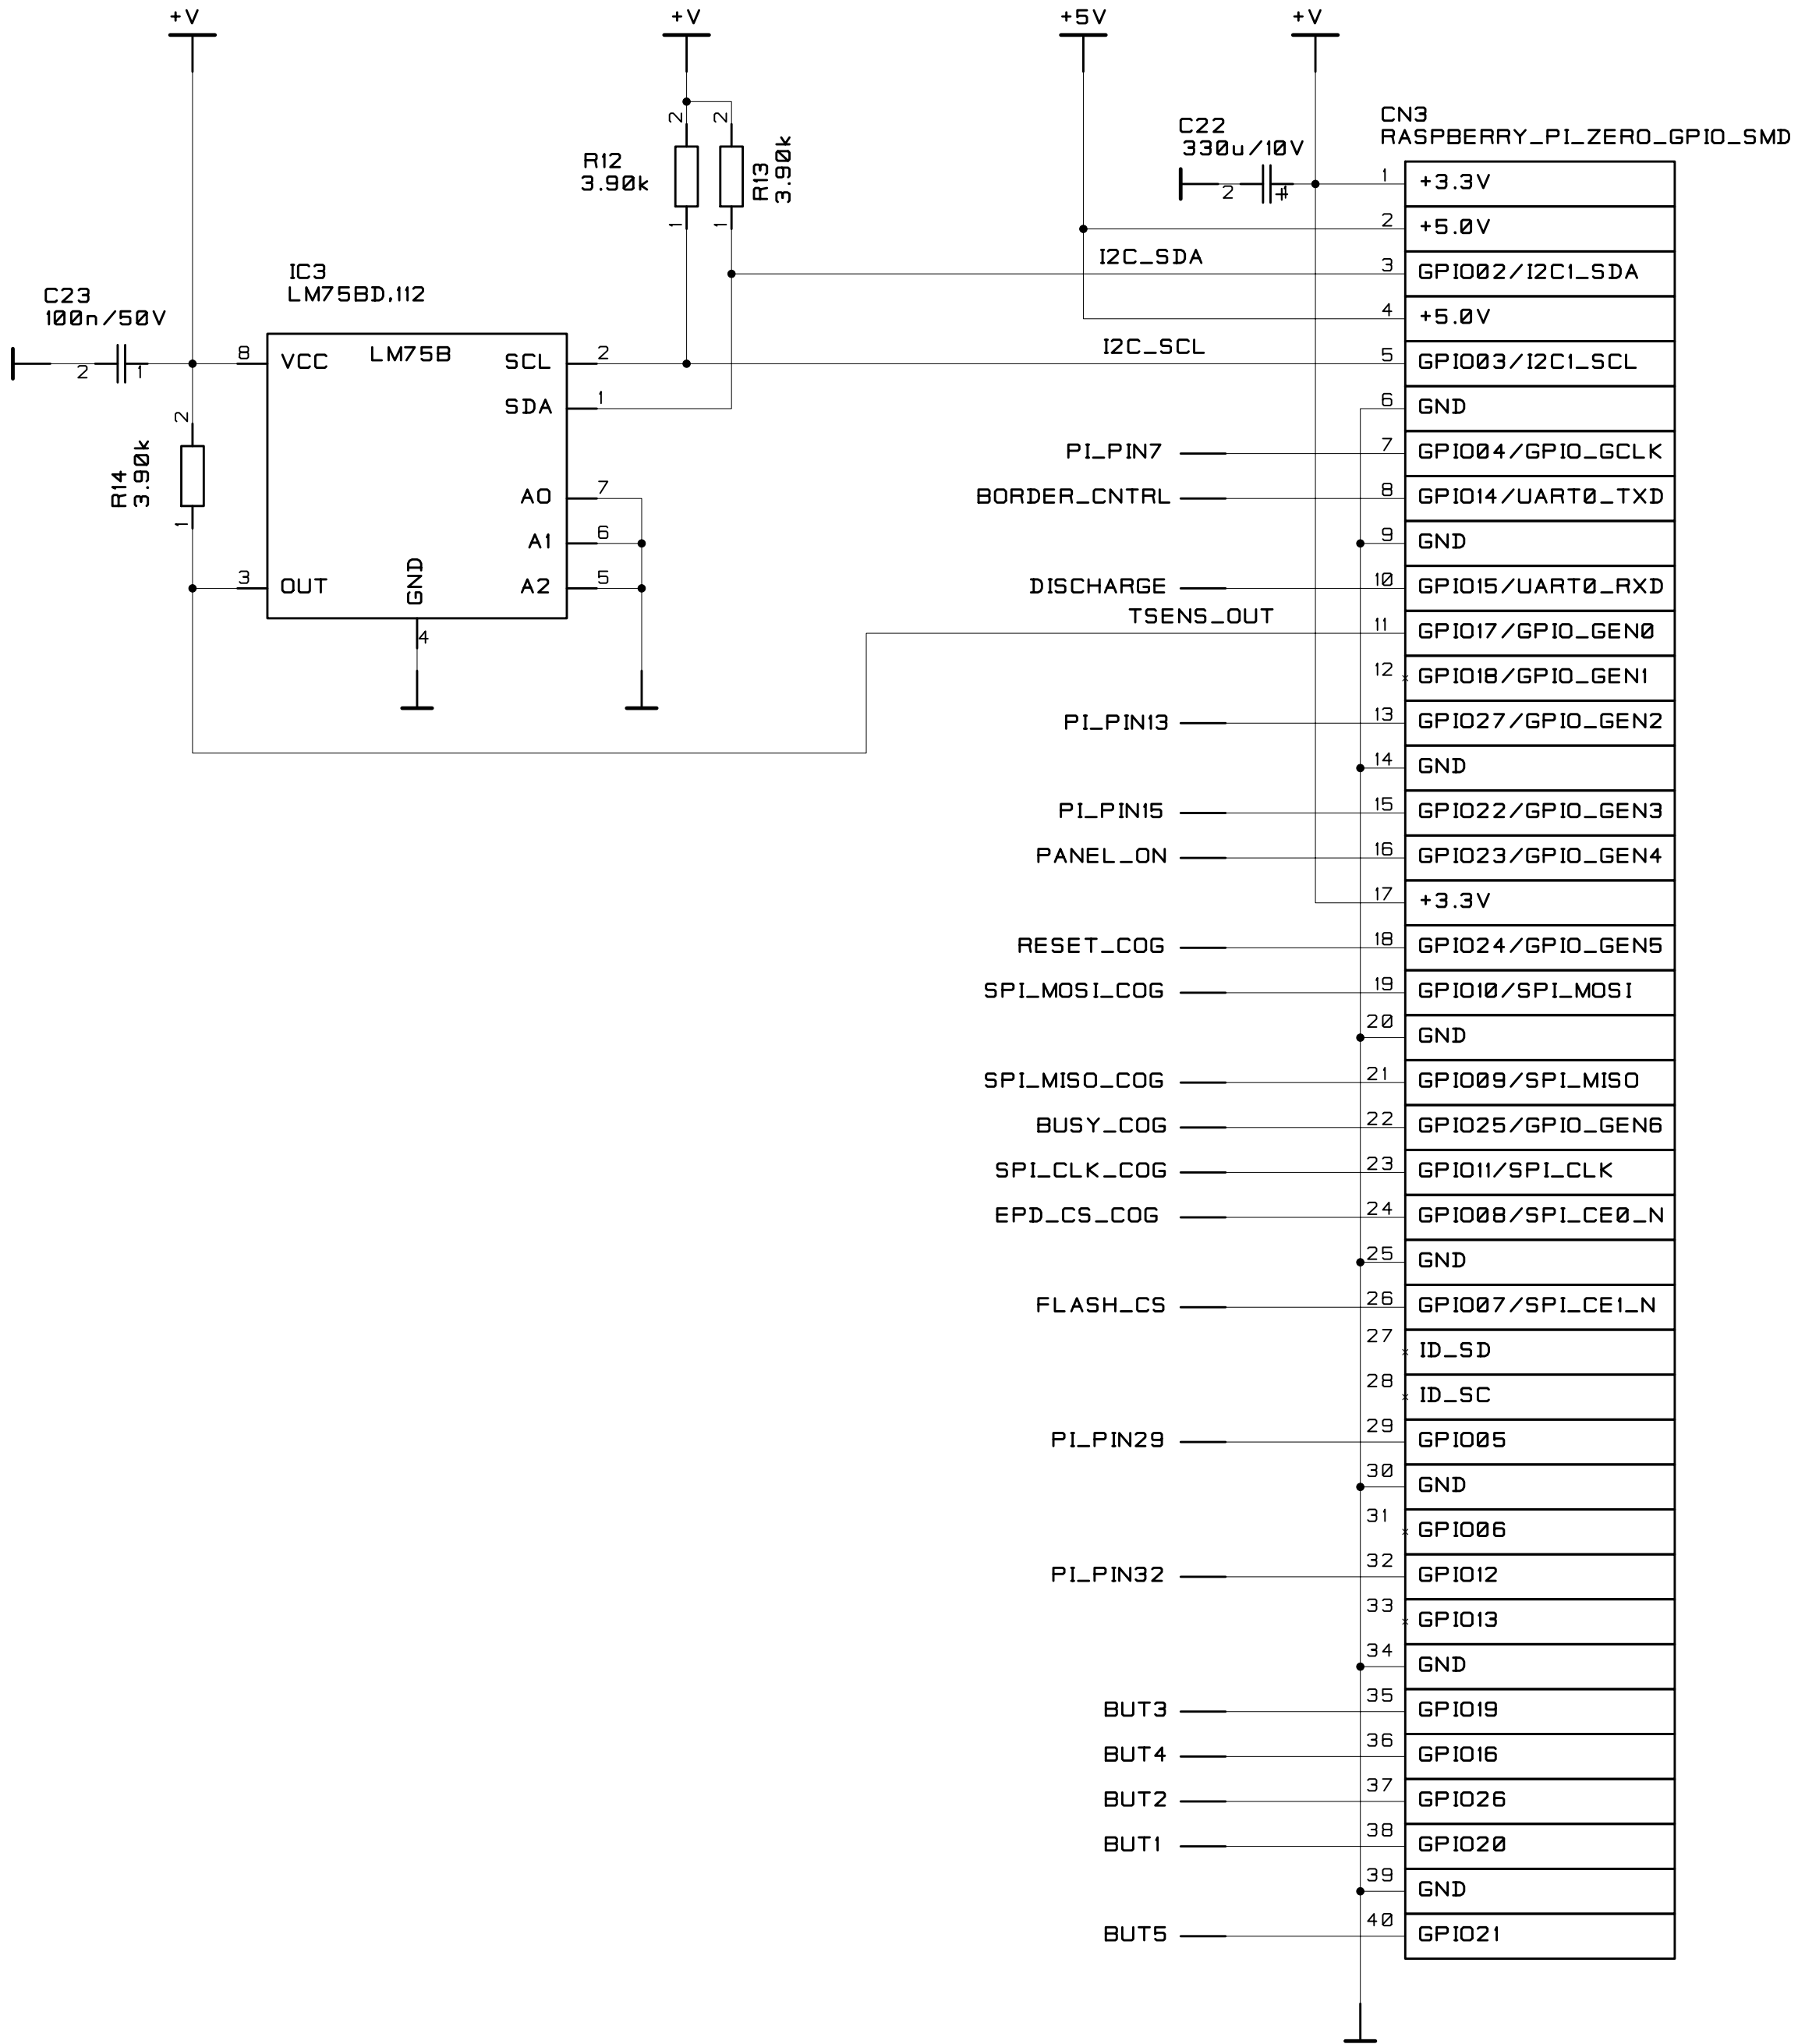 +V
+V
+5V
+V
CN3
RASPBERRY_PI_ZERO_GPIO_SMD
C22
330u/10V
2
1
R12
3.90k
2
1
R13
3.90k
2
1
IC3
LM75BD,112
C23
100n/50V
2
1
LM75B
8
VCC
2
SCL
1
SDA
7
A0
6
A1
5
A2
3
OUT
4
GND
R14
3.90k
2
1
1
+3.3V
2
+5.0V
I2C_SDA
3
GPIO02/I2C1_SDA
4
+5.0V
I2C_SCL
5
GPIO03/I2C1_SCL
6
GND
PI_PIN7
7
GPIO04/GPIO_GCLK
BORDER_CNTRL
8
GPIO14/UART0_TXD
9
GND
DISCHARGE
10
GPIO15/UART0_RXD
TSENS_OUT
11
GPIO17/GPIO_GEN0
12
GPIO18/GPIO_GEN1
PI_PIN13
13
GPIO27/GPIO_GEN2
14
GND
PI_PIN15
15
GPIO22/GPIO_GEN3
PANEL_ON
16
GPIO23/GPIO_GEN4
17
+3.3V
RESET_COG
18
GPIO24/GPIO_GEN5
SPI_MOSI_COG
19
GPIO10/SPI_MOSI
20
GND
SPI_MISO_COG
21
GPIO09/SPI_MISO
BUSY_COG
22
GPIO25/GPIO_GEN6
SPI_CLK_COG
23
GPIO11/SPI_CLK
EPD_CS_COG
24
GPIO08/SPI_CE0_N
25
GND
FLASH_CS
26
GPIO07/SPI_CE1_N
27
ID_SD
28
ID_SC
PI_PIN29
29
GPIO05
30
GND
31
GPIO06
PI_PIN32
32
GPIO12
33
GPIO13
34
GND
BUT3
35
GPIO19
BUT4
36
GPIO16
BUT2
37
GPIO26
BUT1
38
GPIO20
39
GND
BUT5
40
GPIO21